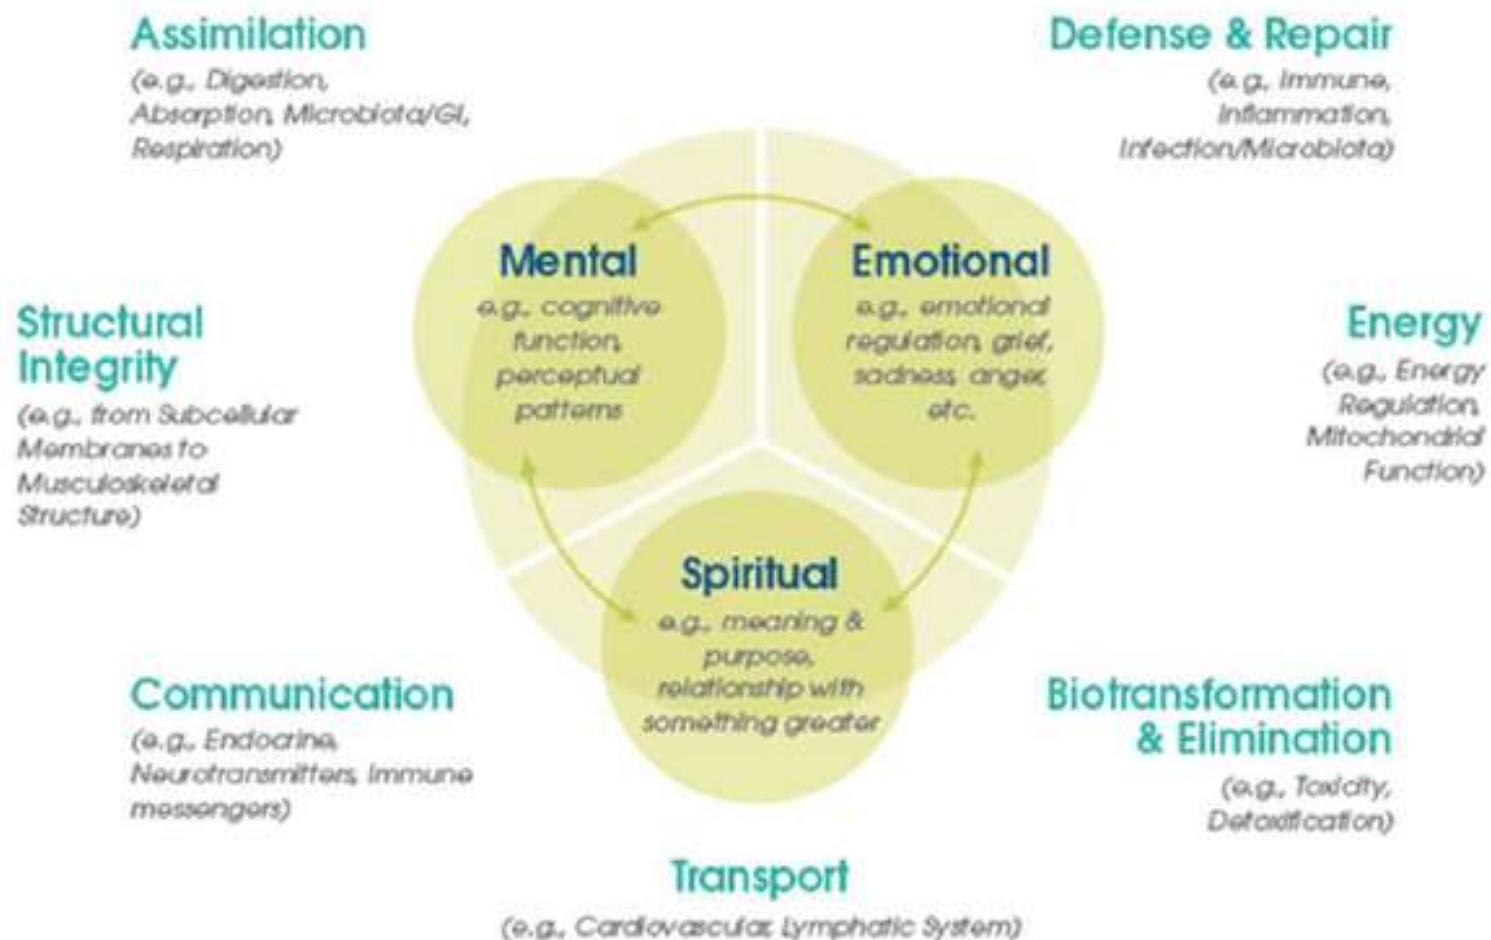 Assimilation
(e.g., Digestion,
Absorption, Microbiota/GI,
Respiration)
Defense & Repair
(e.g., Immune,
Inflammation,
Infection/Microbiota)
Mental
e.g., cognitive
function,
perceptual
patterns
Emotional
e.g., emotional
regulation, grief,
sadness, anger,
etc.
Structural
Integrity
(e.g., from Subcellular
Membranes to
Musculoskeletal
Structure)
Energy
(e.g., Energy
Regulation,
Mitochondrial
Function)
Spiritual
e.g., meaning &
purpose,
relationship with
something greater
Communication
(e.g., Endocrine,
Neurotransmitters, Immune
messengers)
Biotransformation
& Elimination
(e.g., Toxicity,
Detoxification)
Transport
(e.g., Cardiovascular, Lymphatic System)